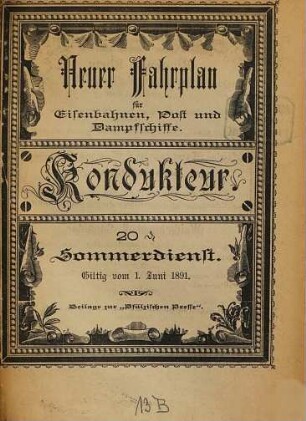 Neuer Fahrplan
für
Eisenbahnen, Post und
Dampfschiffe.
Kondukteur.
20 ₰
Sommerdienst.
Giltig vom 1. Juni 1891.
Beilage zur „Pfälzischen Presse“.
13 B